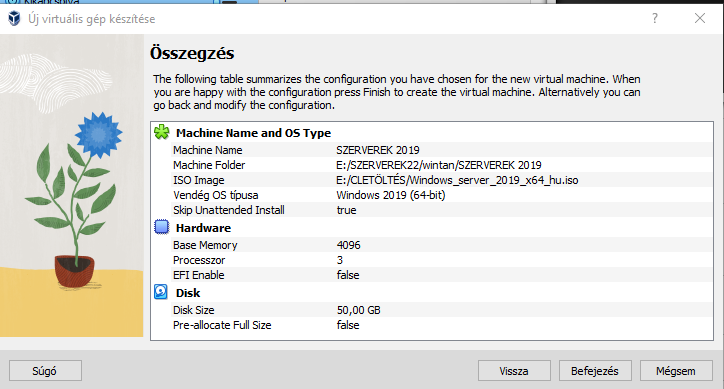 Új virtuális gép készítése
Összegzés
The following table summarizes the configuration you have chosen for the new virtual machine. When
you are happy with the configuration press Finish to create the virtual machine. Alternatively you can
go back and modify the configuration.
Machine Name and OS Type
Machine Name SZERVEREK 2019
Machine Folder E:/SZERVEREK22/wintan/SZERVEREK 2019
ISO Image E:/CLETÖLTÉS/Windows_server_2019_x64_hu.iso
Vendég OS típusa Windows 2019 (64-bit)
Skip Unattended Install true
Hardware
Base Memory 4096
Processzor 3
EFI Enable false
Disk
Disk Size 50,00 GB
Pre-allocate Full Size false
Súgó Vissza Befejezés Mégsem